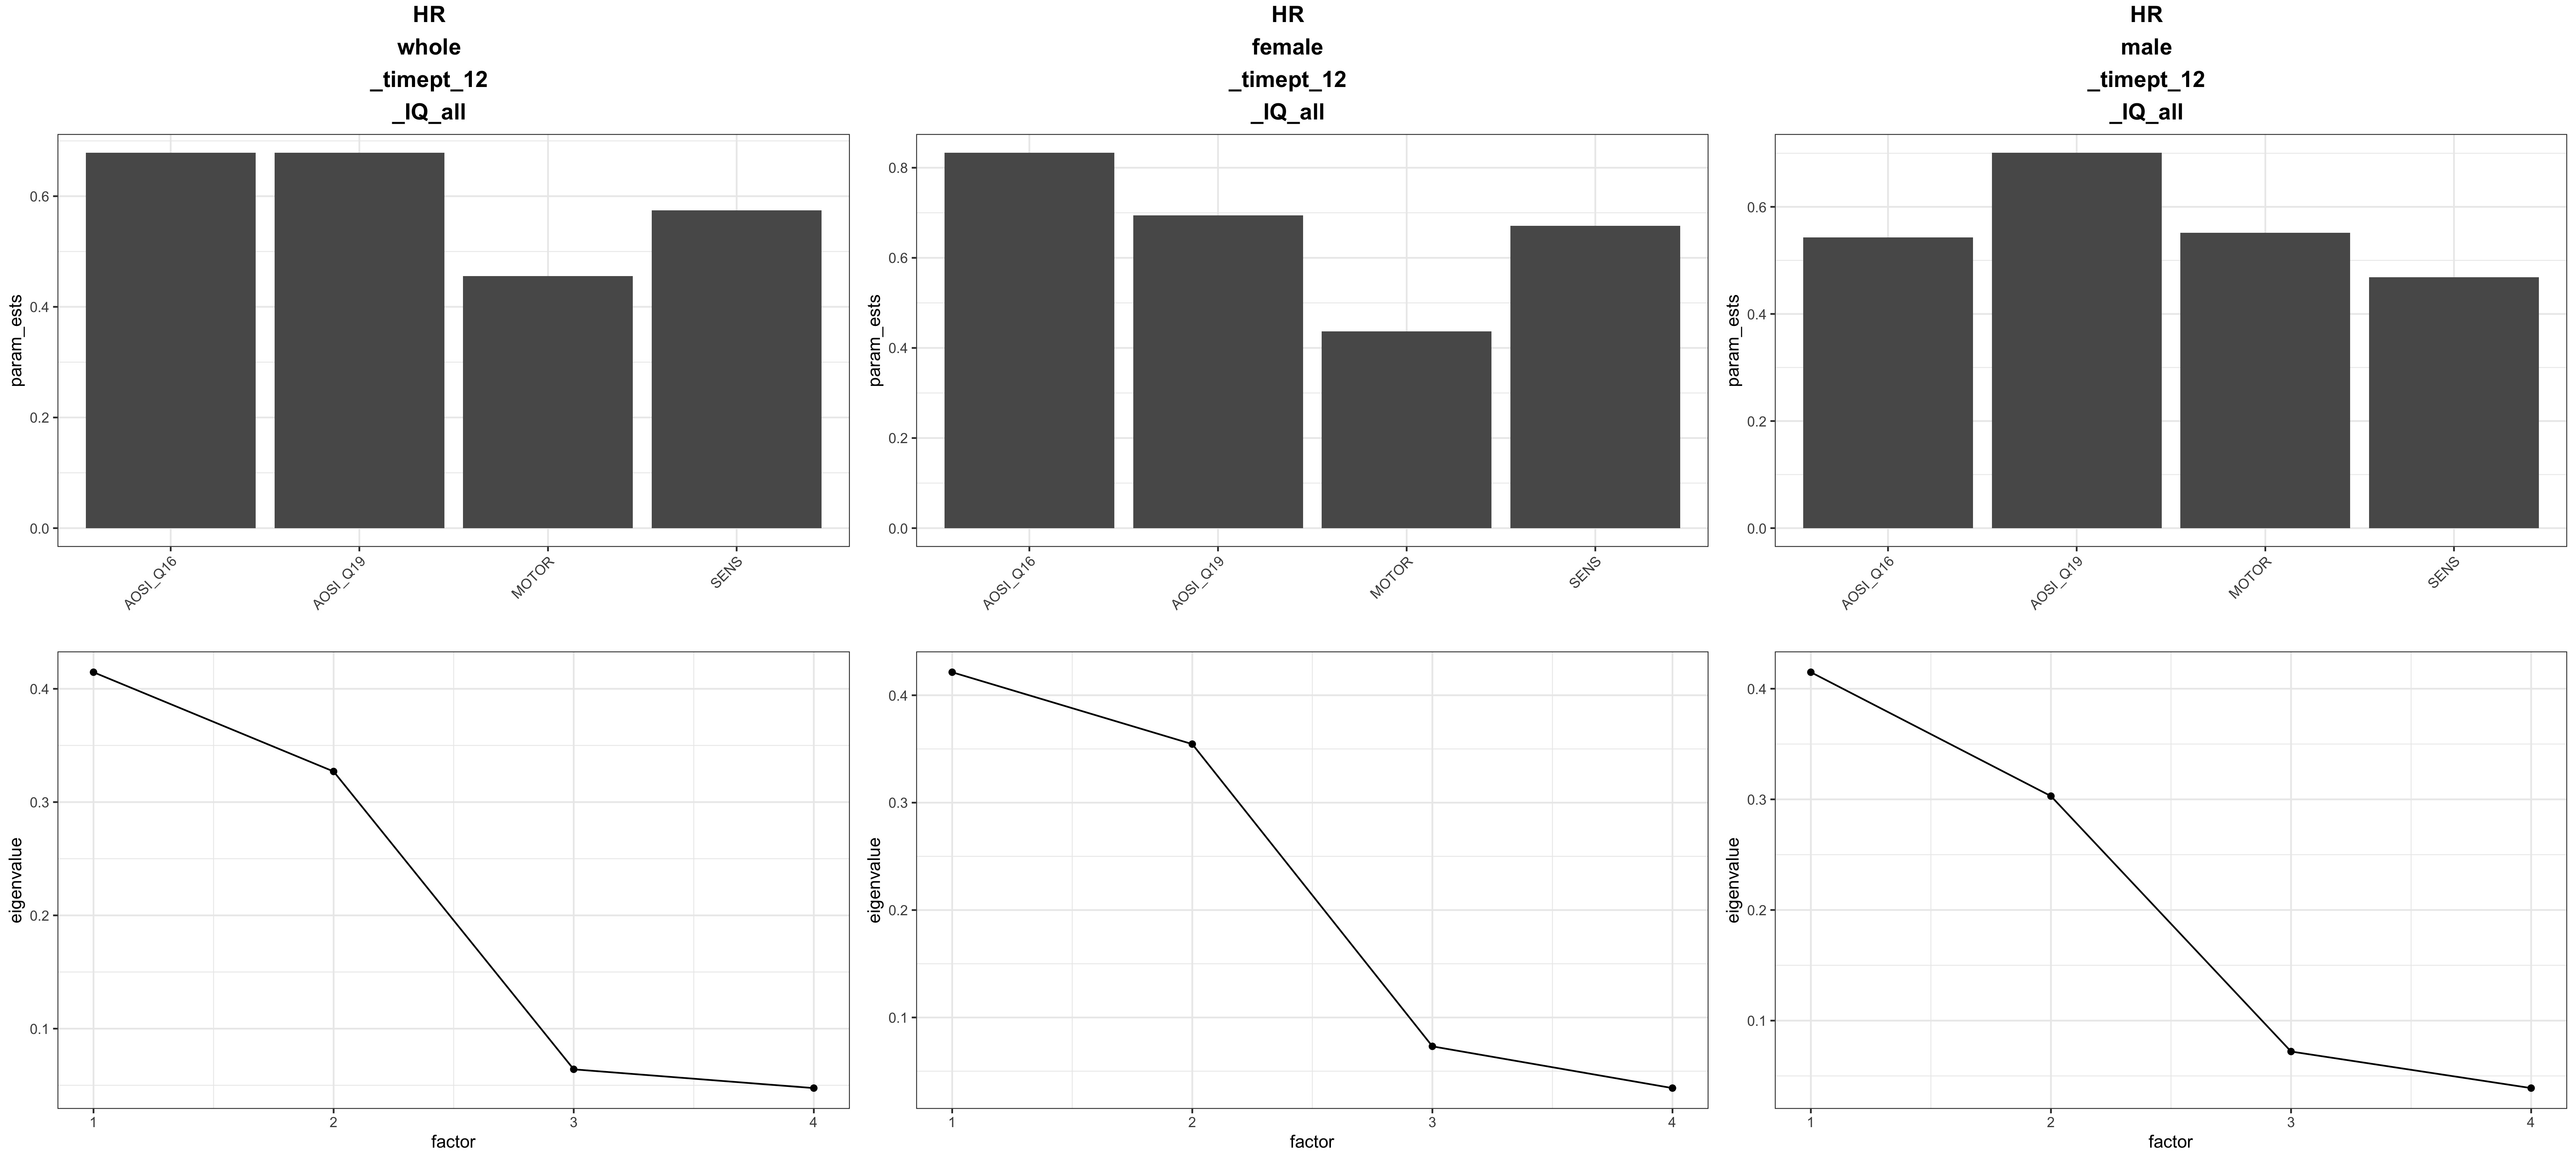 HR
whole
_timept_12
_IQ_all
param_ests
0.6
0.4
0.2
0.0
AOSI_Q16
AOSI_Q19
MOTOR
SENS
HR
female
_timept_12
_IQ_all
param_ests
0.8
0.6
0.4
0.2
0.0
AOSI_Q16
AOSI_Q19
MOTOR
SENS
HR
male
_timept_12
_IQ_all
param_ests
0.6
0.4
0.2
0.0
AOSI_Q16
AOSI_Q19
MOTOR
SENS
eigenvalue
0.4
0.3
0.2
0.1
1 2 3 4
factor
eigenvalue
0.4
0.3
0.2
0.1
1 2 3 4
factor
eigenvalue
0.4
0.3
0.2
0.1
1 2 3 4
factor